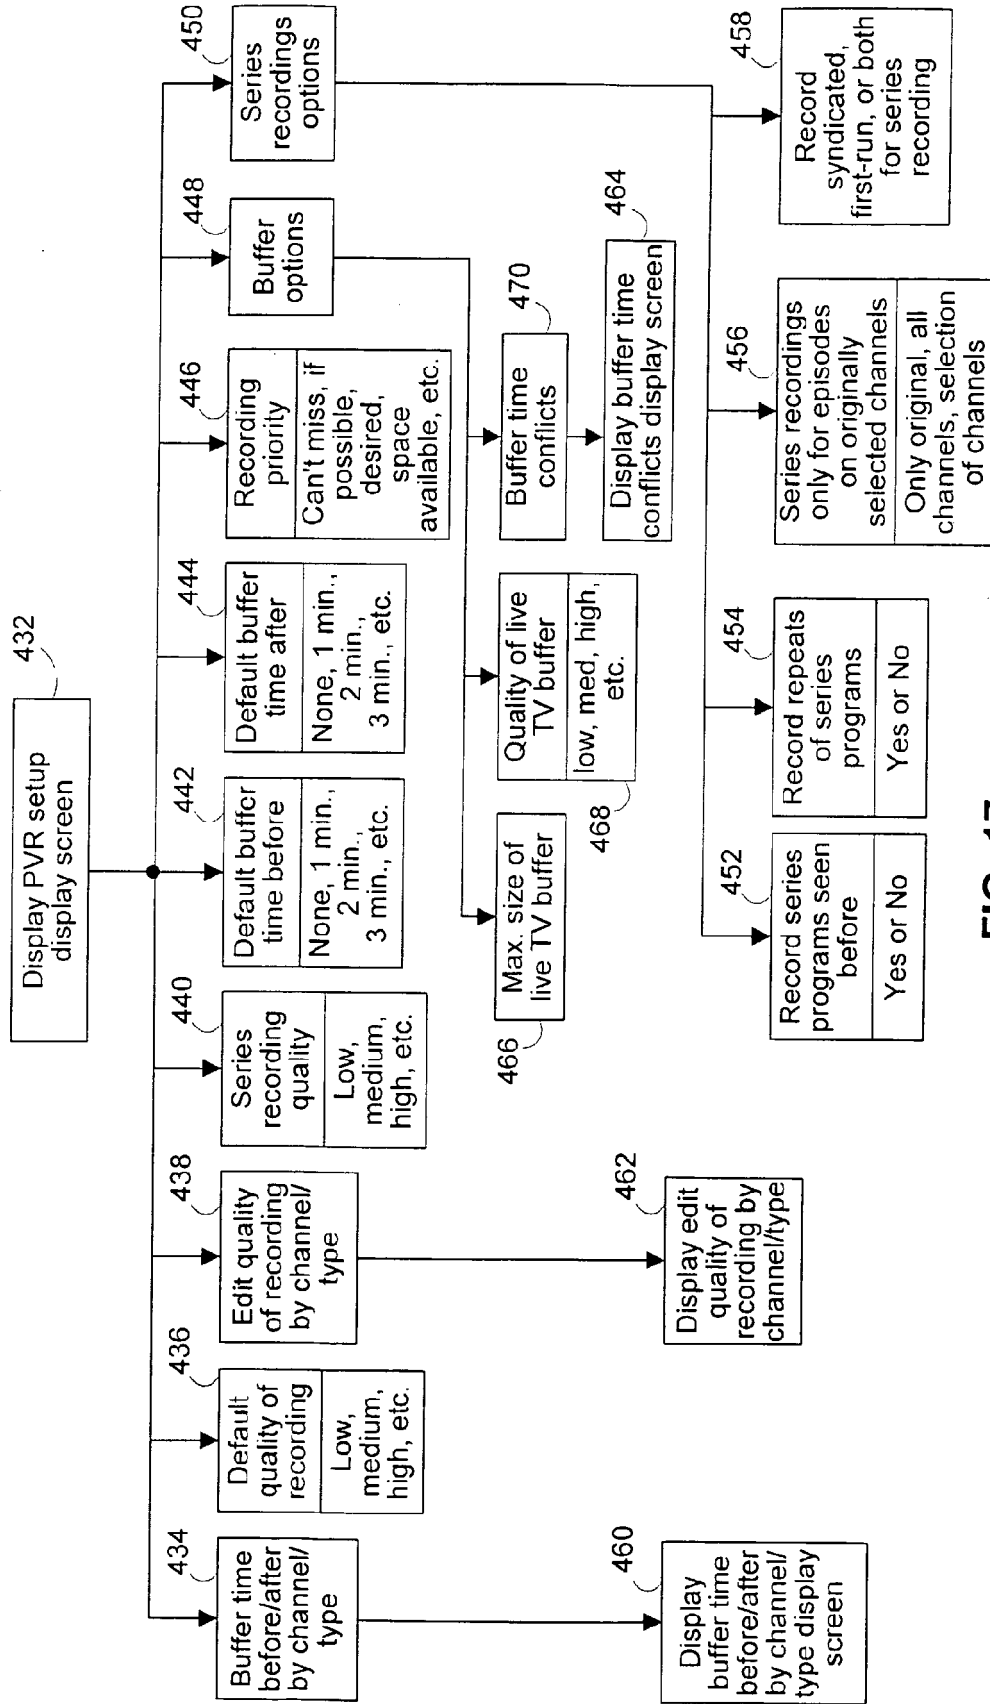 432
Display PVR setup
display screen
434
Buffer time
before/after
by channel/
type
436
Default
quality of
recording
Low,
medium,
high, etc.
438
Edit quality
of recording
by channel/
type
440
Series
recording
quality
Low,
medium,
high, etc.
442
Default buffer
time before
None, 1 min.,
2 min.,
3 min., etc.
444
Default buffer
time after
None, 1 min.,
2 min.,
3 min., etc.
446
Recording
priority
Can't miss, if
possible,
desired,
space
available, etc.
448
Buffer
options
450
Series
recordings
options
466
Max. size of
live TV buffer
468
Quality of live
TV buffer
low, med, high,
etc.
470
Buffer time
conflicts
464
Display buffer time
conflicts display screen
460
Display
buffer time
before/after
by channel/
type display
screen
462
Display edit
quality of
recording by
channel/type
452
Record series
programs seen
before
Yes or No
454
Record repeats
of series
programs
Yes or No
456
Series recordings
only for episodes
on originally
selected channels
Only original, all
channels, selection
of channels
458
Record
syndicated,
first-run, or both
for series
recording